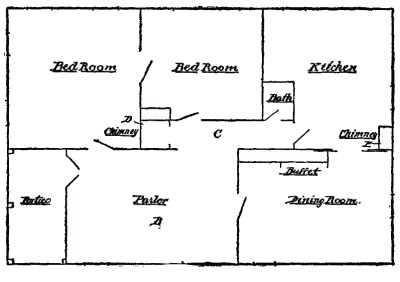 Bed Room
Bed Room
Kitchen
Bath
D
Chimney
C
Chimney
E
Buffet
Portico
Parlor
B
Dining Room.